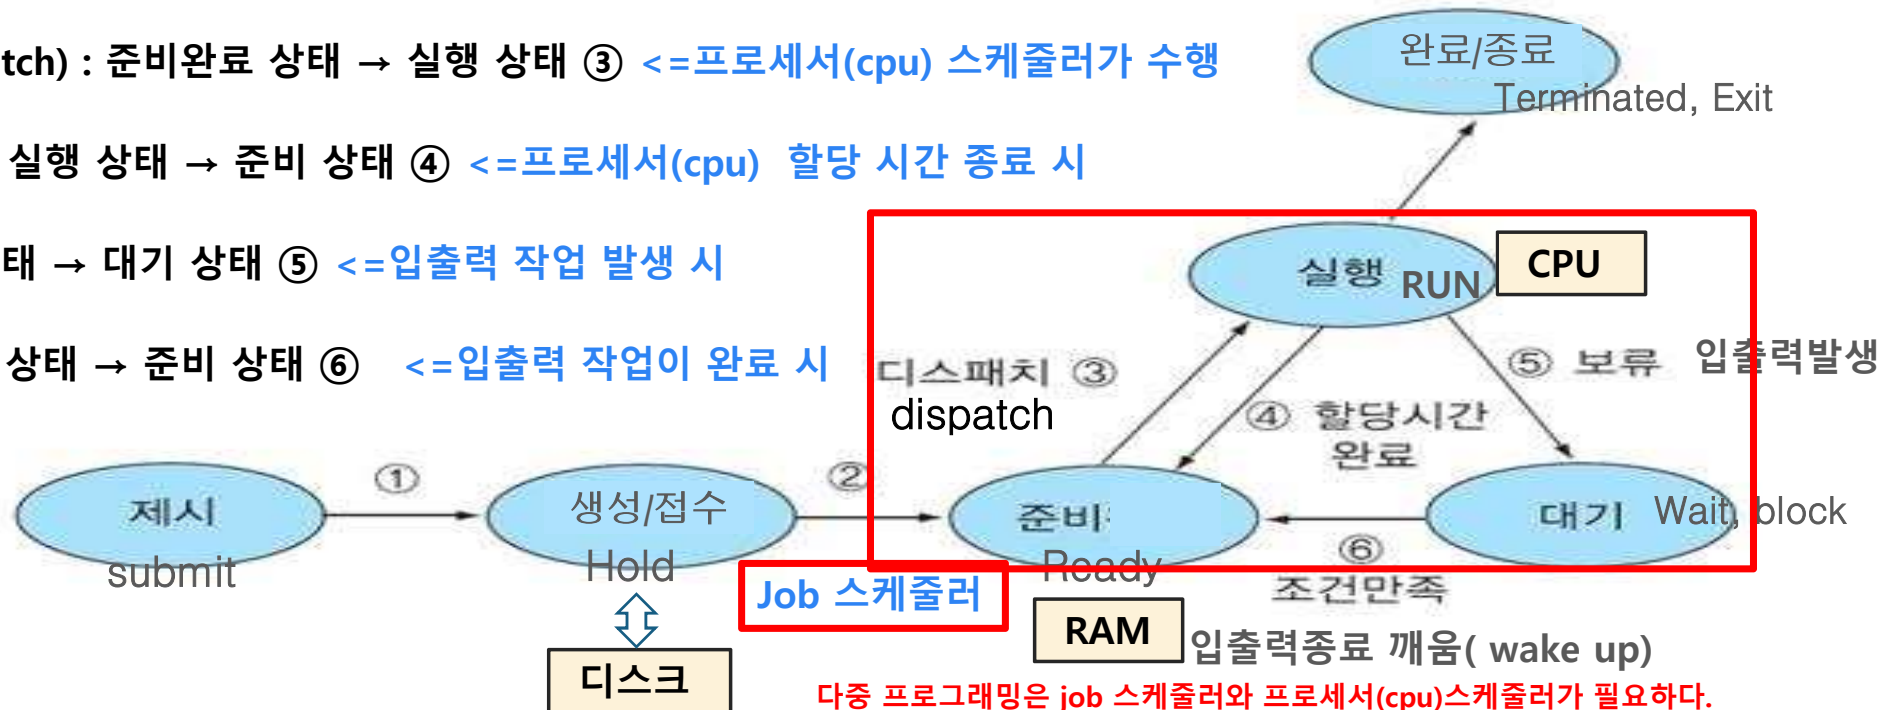 tch) : 준비완료 상태 → 실행 상태 ③ <=프로세서(cpu) 스케줄러가 수행
실행 상태 → 준비 상태 ④ <=프로세서(cpu) 할당 시간 종료 시
태 → 대기 상태 ⑤ <=입출력 작업 발생 시
상태 → 준비 상태 ⑥ <=입출력 작업이 완료 시
완료/종료
Terminated, Exit
실행 RUN
CPU
디스패치 ③
dispatch
④ 할당시간
완료
⑤ 보류 입출력발생
제시
submit
①
생성/접수
Hold
②
준비
Ready
대기 Wait, block
⑥
조건만족
Job 스케줄러
디스크
RAM
입출력종료 깨움( wake up)
다중 프로그래밍은 job 스케줄러와 프로세서(cpu)스케줄러가 필요하다.